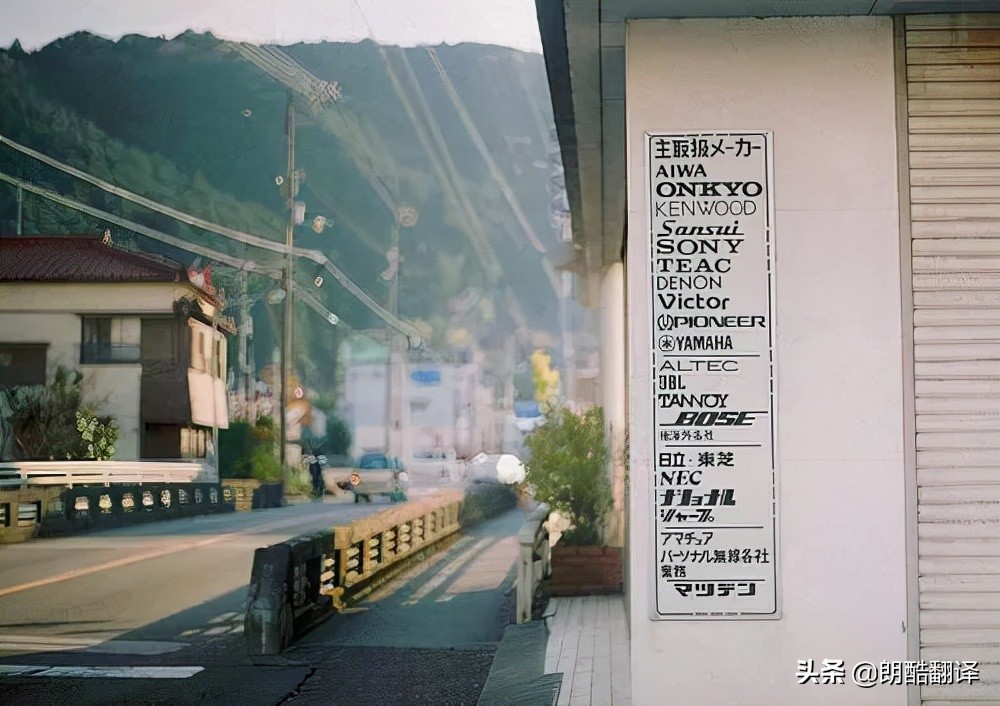 主取扱メーカー
AIWA
ONKYO
KENWOOD
Sansui
SONY
TEAC
DENON
Victor
PIONEER
YAMAHA
ALTEC
JBL
TANNOY
BOSE
他海外各社
日立・東芝
NEC
ナショナル
シャープ
アマチュア
パーソナル無線各社
業務
マツデン
头条 @朗酷翻译